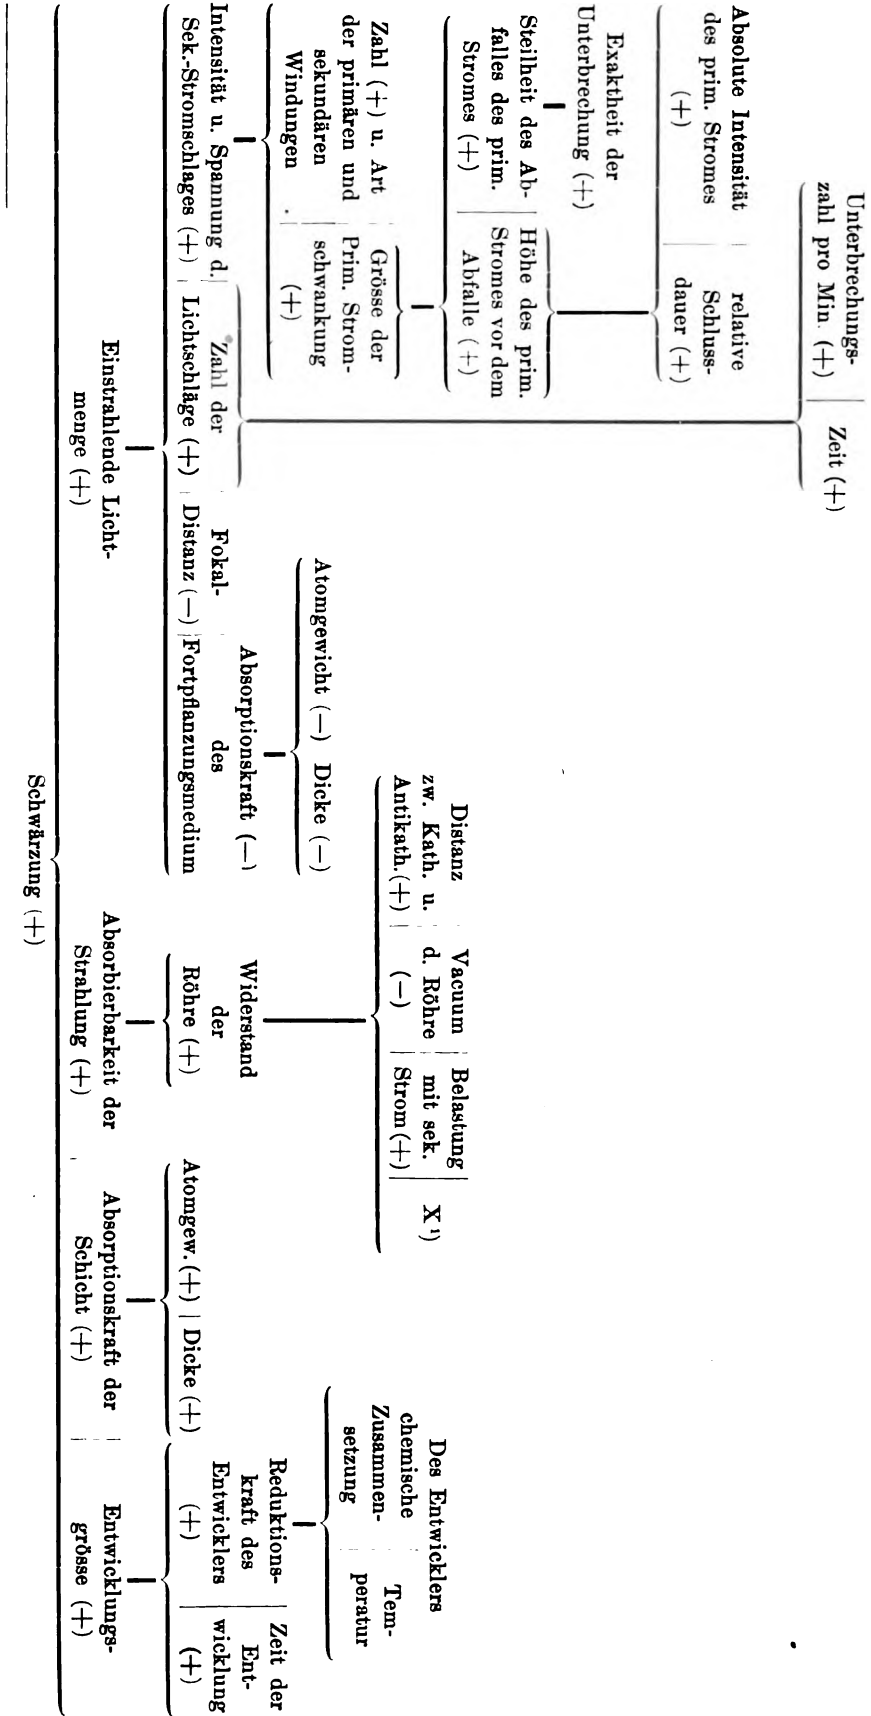 Unterbrechungs-
zahl pro Min. (+)
Zeit (+)
Absolute Intensität
des prim. Stromes
(+)
relative
Schluss-
dauer (+)
Exaktheit der
Unterbrechung (+)
Steilheit des Ab-
falles des prim.
Stromes (+)
Höhe des prim.
Stromes vor dem
Abfalle (+)
Zahl (+) u. Art
der primären und
sekundären
Windungen
Grösse der
Prim. Strom-
schwankung
(+)
Intensität u. Spannung d.
Sek.-Stromschlages (+)
Zahl der
Lichtschläge (+)
Fokal-
Distanz (—)
Atomgewicht (—) Dicke (—)
Absorptionskraft (—)
des
Fortpflanzungsmedium
Distanz
zw. Kath. u.
Antikath. (+)
Vacuum
d. Röhre
(—)
Belastung
mit sek.
Strom (+)
X ¹)
Widerstand
der
Röhre (+)
Atomgew. (+) | Dicke (+)
Des Entwicklers
chemische
Zusammen-
setzung
Tem-
peratur
Reduktions-
kraft des
Entwicklers
(+)
Zeit der
Ent-
wicklung
(+)
Einstrahlende Licht-
menge (+)
Absorbierbarkeit der
Strahlung (+)
Absorptionskraft der
Schicht (+)
Entwicklungs-
grösse (+)
Schwärzung (+)